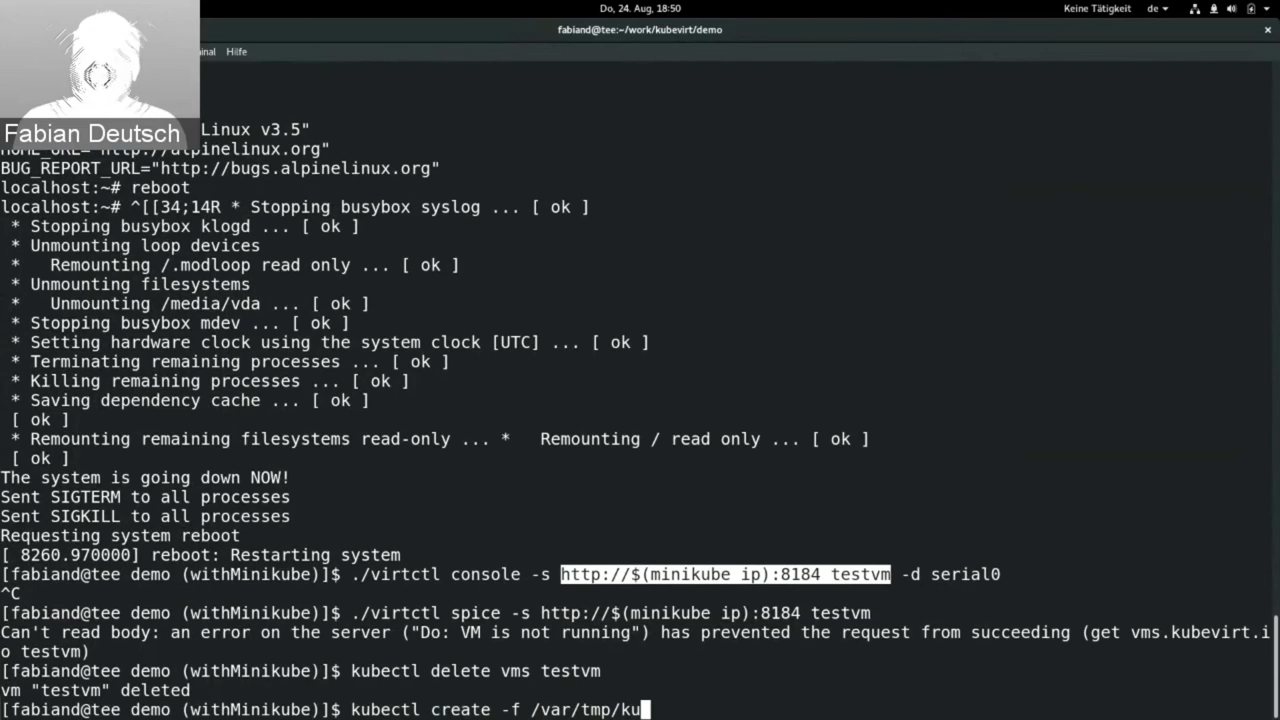 Do, 24. Aug, 18:50
Keine Tätigkeit
de
fabiand@tee:~/work/kubevirt/demo
×
inal Hilfe
Fabian Deutsch
Linux v3.5"
HOME_URL="http://alpinelinux.org"
BUG_REPORT_URL="http://bugs.alpinelinux.org"
localhost:~# reboot
localhost:~# ^[[34;14R * Stopping busybox syslog ... [ ok ]
* Stopping busybox klogd ... [ ok ]
* Unmounting loop devices
*   Remounting /.modloop read only ... [ ok ]
* Unmounting filesystems
*   Unmounting /media/vda ... [ ok ]
* Stopping busybox mdev ... [ ok ]
* Setting hardware clock using the system clock [UTC] ... [ ok ]
* Terminating remaining processes ... [ ok ]
* Killing remaining processes ... [ ok ]
* Saving dependency cache ... [ ok ]
[ ok ]
* Remounting remaining filesystems read-only ... *   Remounting / read only ... [ ok ]
[ ok ]
The system is going down NOW!
Sent SIGTERM to all processes
Sent SIGKILL to all processes
Requesting system reboot
[ 8260.970000] reboot: Restarting system
[fabiand@tee demo (withMinikube)]$ ./virtctl console -s http://$(minikube ip):8184 testvm -d serial0
^C
[fabiand@tee demo (withMinikube)]$ ./virtctl spice -s http://$(minikube ip):8184 testvm
Can't read body: an error on the server ("Do: VM is not running") has prevented the request from succeeding (get vms.kubevirt.i
o testvm)
[fabiand@tee demo (withMinikube)]$ kubectl delete vms testvm
vm "testvm" deleted
[fabiand@tee demo (withMinikube)]$ kubectl create -f /var/tmp/ku